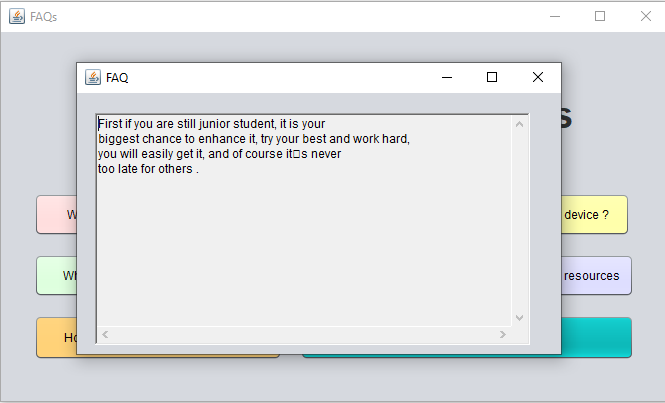 FAQs
FAQ
s
First if you are still junior student, it is your
biggest chance to enhance it, try your best and work hard,
you will easily get it, and of course it□s never
too late for others .
device ?
resources